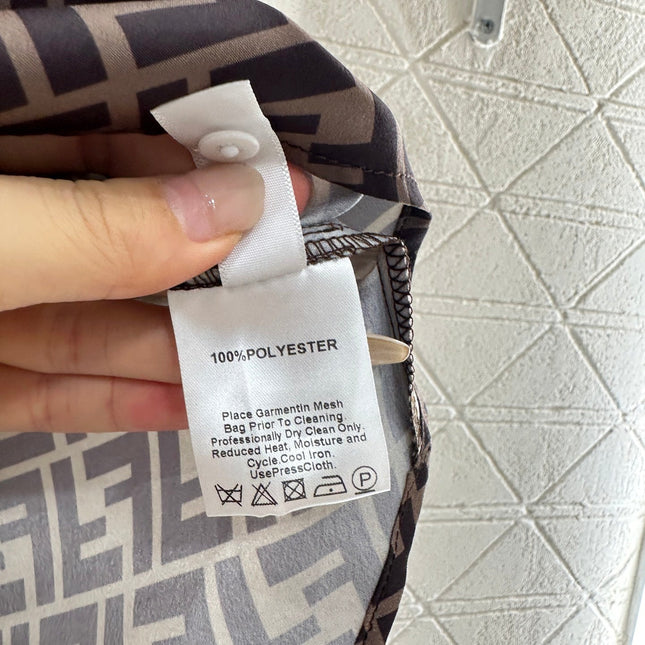 100%POLYESTER
Place Garmentin Mesh
Bag Prior To Cleaning.
Professionally Dry Clean Only.
Reduced Heat, Moisture and
Cycle.Cool Iron.
UsePressCloth.
P